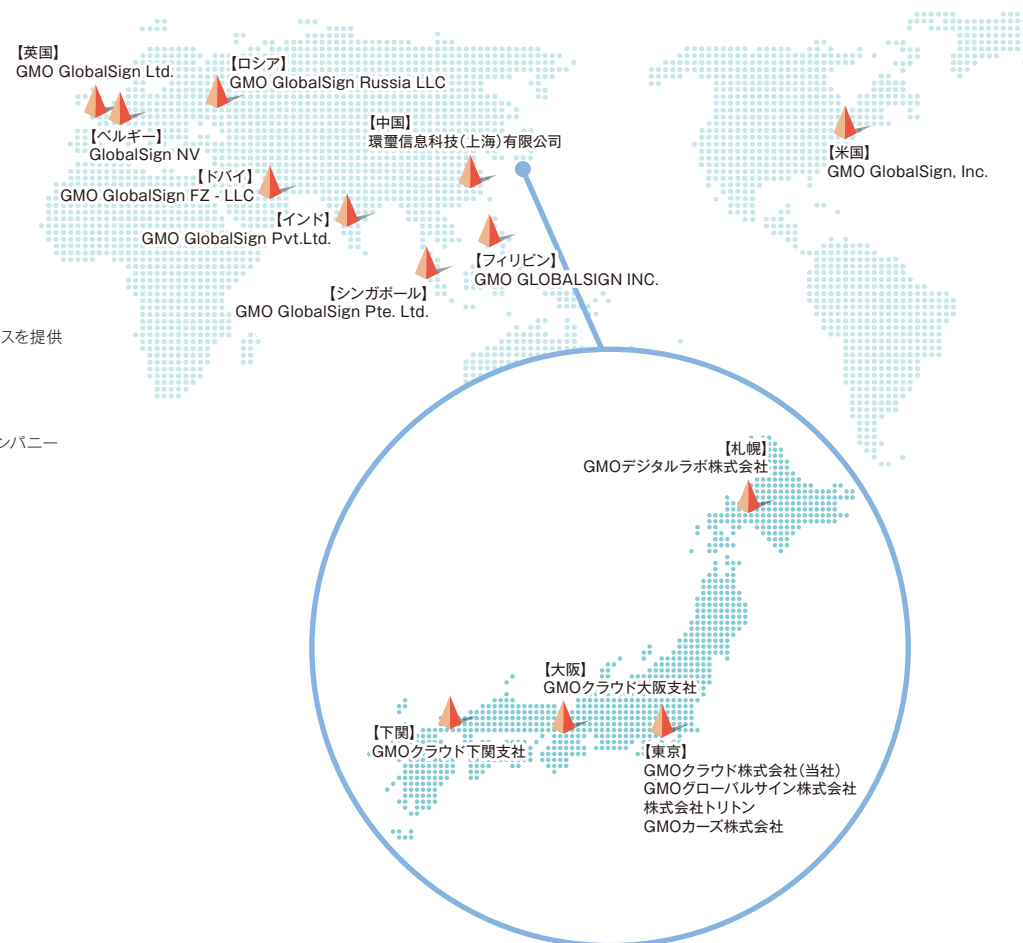 【英国】
GMO GlobalSign Ltd.
【ロシア】
GMO GlobalSign Russia LLC
【ベルギー】
GlobalSign NV
【中国】
環璽信息科技（上海）有限公司
【米国】
GMO GlobalSign, Inc.
【ドバイ】
GMO GlobalSign FZ - LLC
【インド】
GMO GlobalSign Pvt.Ltd.
【フィリピン】
GMO GLOBALSIGN INC.
【シンガポール】
GMO GlobalSign Pte. Ltd.
スを提供
ンパニー
【札幌】
GMOデジタルラボ株式会社
【大阪】
GMOクラウド大阪支社
【下関】
GMOクラウド下関支社
【東京】
GMOクラウド株式会社（当社）
GMOグローバルサイン株式会社
株式会社トリトン
GMOカーズ株式会社